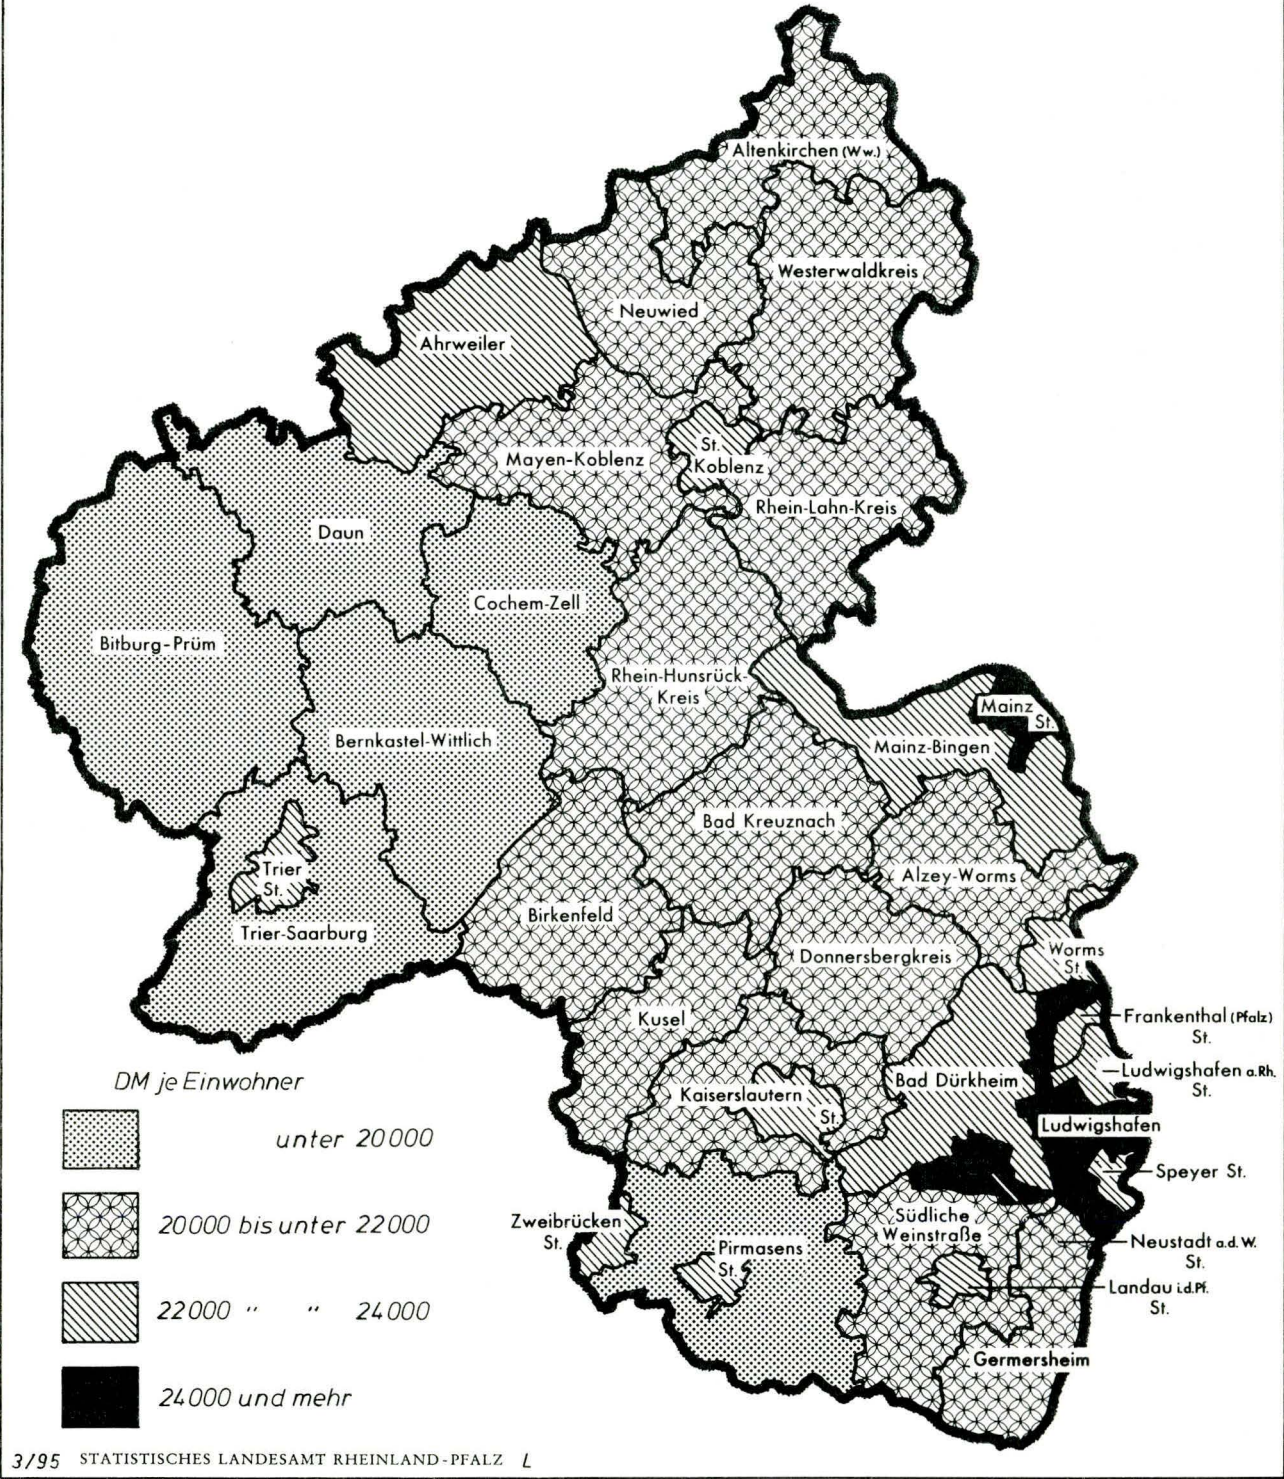 Altenkirchen (Ww.)
Westerwaldkreis
Neuwied
Ahrweiler
St.
Koblenz
Mayen-Koblenz
Rhein-Lahn-Kreis
Daun
Cochem-Zell
Bitburg-Prüm
Rhein-Hunsrück-
Kreis
Mainz
St.
Bernkastel-Wittlich
Mainz-Bingen
Bad Kreuznach
Trier
St.
Alzey-Worms
Birkenfeld
Trier-Saarburg
Worms
St.
Donnersbergkreis
Kusel
Frankenthal (Pfalz)
St.
Ludwigshafen a.Rh.
St.
Bad Dürkheim
Kaiserslautern
St.
Ludwigshafen
Speyer St.
Zweibrücken
St.
Südliche
Weinstraße
Pirmasens
St.
Neustadt a.d.W.
St.
Landau i.d.Pf.
St.
Germersheim
DM je Einwohner
unter 20000
20000 bis unter 22000
22000 " " 24000
24000 und mehr
3/95 STATISTISCHES LANDESAMT RHEINLAND-PFALZ L